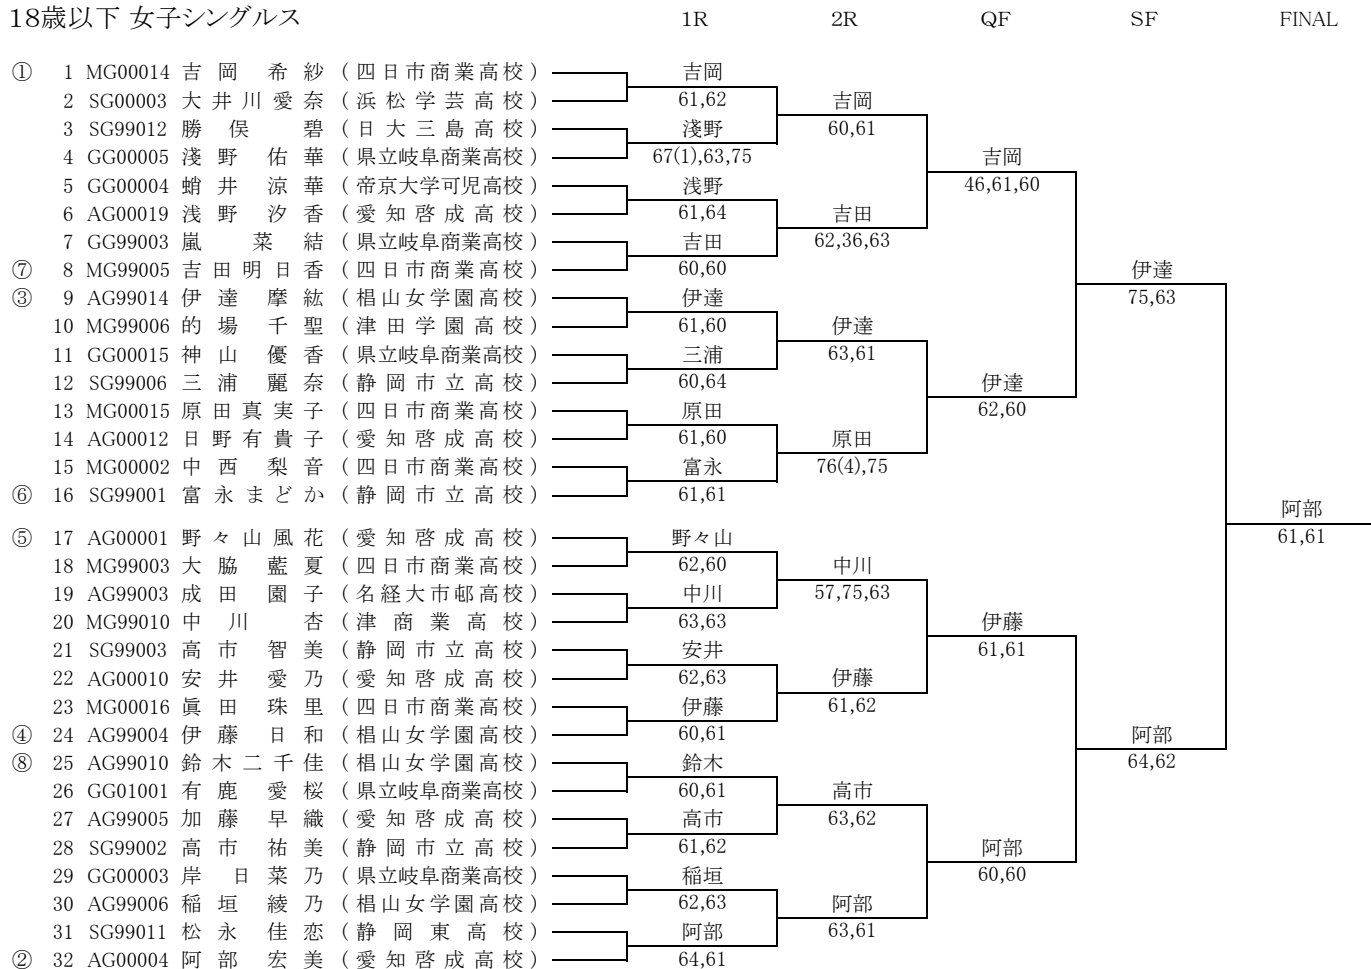 18歳以下 女子シングルス 1R 2R QF SF FINAL
① 1 MG00014 吉岡 希紗 (四日市商業高校) 吉岡
2 SG00003 大井川愛奈 (浜松学芸高校) 61,62 吉岡
3 SG99012 勝俣 碧 (日大三島高校) 淺野 60,61
4 GG00005 淺野 佑華 (県立岐阜商業高校) 67(1),63,75 吉岡
5 GG00004 蛸井 涼華 (帝京大学可児高校) 浅野 46,61,60
6 AG00019 浅野 汐香 (愛知啓成高校) 61,64 吉田
7 GG99003 嵐 菜結 (県立岐阜商業高校) 吉田 62,36,63
⑦ 8 MG99005 吉田明日香 (四日市商業高校) 60,60 伊達
③ 9 AG99014 伊達 摩紘 (椙山女学園高校) 伊達 75,63
10 MG99006 的場 千聖 (津田学園高校) 61,60 伊達
11 GG00015 神山 優香 (県立岐阜商業高校) 三浦 63,61
12 SG99006 三浦 麗奈 (静岡市立高校) 60,64 伊達
13 MG00015 原田真実子 (四日市商業高校) 原田 62,60
14 AG00012 日野有貴子 (愛知啓成高校) 61,60 原田
15 MG00002 中西 梨音 (四日市商業高校) 富永 76(4),75
⑥ 16 SG99001 富永まどか (静岡市立高校) 61,61
阿部
⑤ 17 AG00001 野々山風花 (愛知啓成高校) 野々山 61,61
18 MG99003 大脇 藍夏 (四日市商業高校) 62,60 中川
19 AG99003 成田 園子 (名経大市邨高校) 中川 57,75,63
20 MG99010 中川 杏 (津商業高校) 63,63 伊藤
21 SG99003 高市 智美 (静岡市立高校) 安井 61,61
22 AG00010 安井 愛乃 (愛知啓成高校) 62,63 伊藤
23 MG00016 眞田 珠里 (四日市商業高校) 伊藤 61,62
④ 24 AG99004 伊藤 日和 (椙山女学園高校) 60,61 阿部
⑧ 25 AG99010 鈴木二千佳 (椙山女学園高校) 鈴木 64,62
26 GG01001 有鹿 愛桜 (県立岐阜商業高校) 60,61 高市
27 AG99005 加藤 早織 (愛知啓成高校) 高市 63,62
28 SG99002 高市 祐美 (静岡市立高校) 61,62 阿部
29 GG00003 岸 日菜乃 (県立岐阜商業高校) 稲垣 60,60
30 AG99006 稲垣 綾乃 (椙山女学園高校) 62,63 阿部
31 SG99011 松永 佳恋 (静岡東高校) 阿部 63,61
② 32 AG00004 阿部 宏美 (愛知啓成高校) 64,61